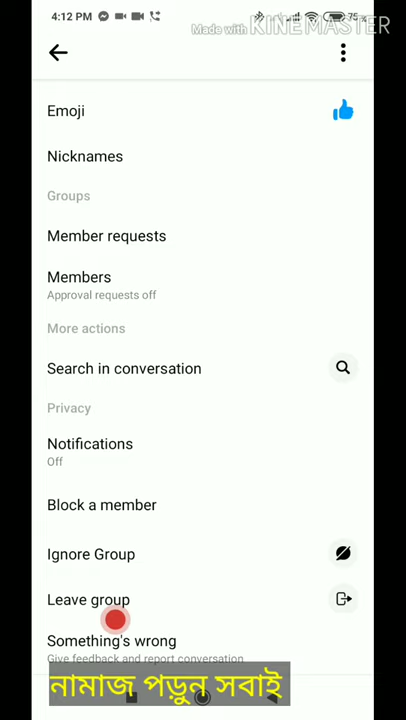 4:12 PM
75%
Made with KINEMASTER
Emoji
Nicknames
Groups
Member requests
Members
Approval requests off
More actions
Search in conversation
Privacy
Notifications
Off
Block a member
Ignore Group
Leave group
Something's wrong
Give feedback and report conversation
নামাজ পড়ুন সবাই